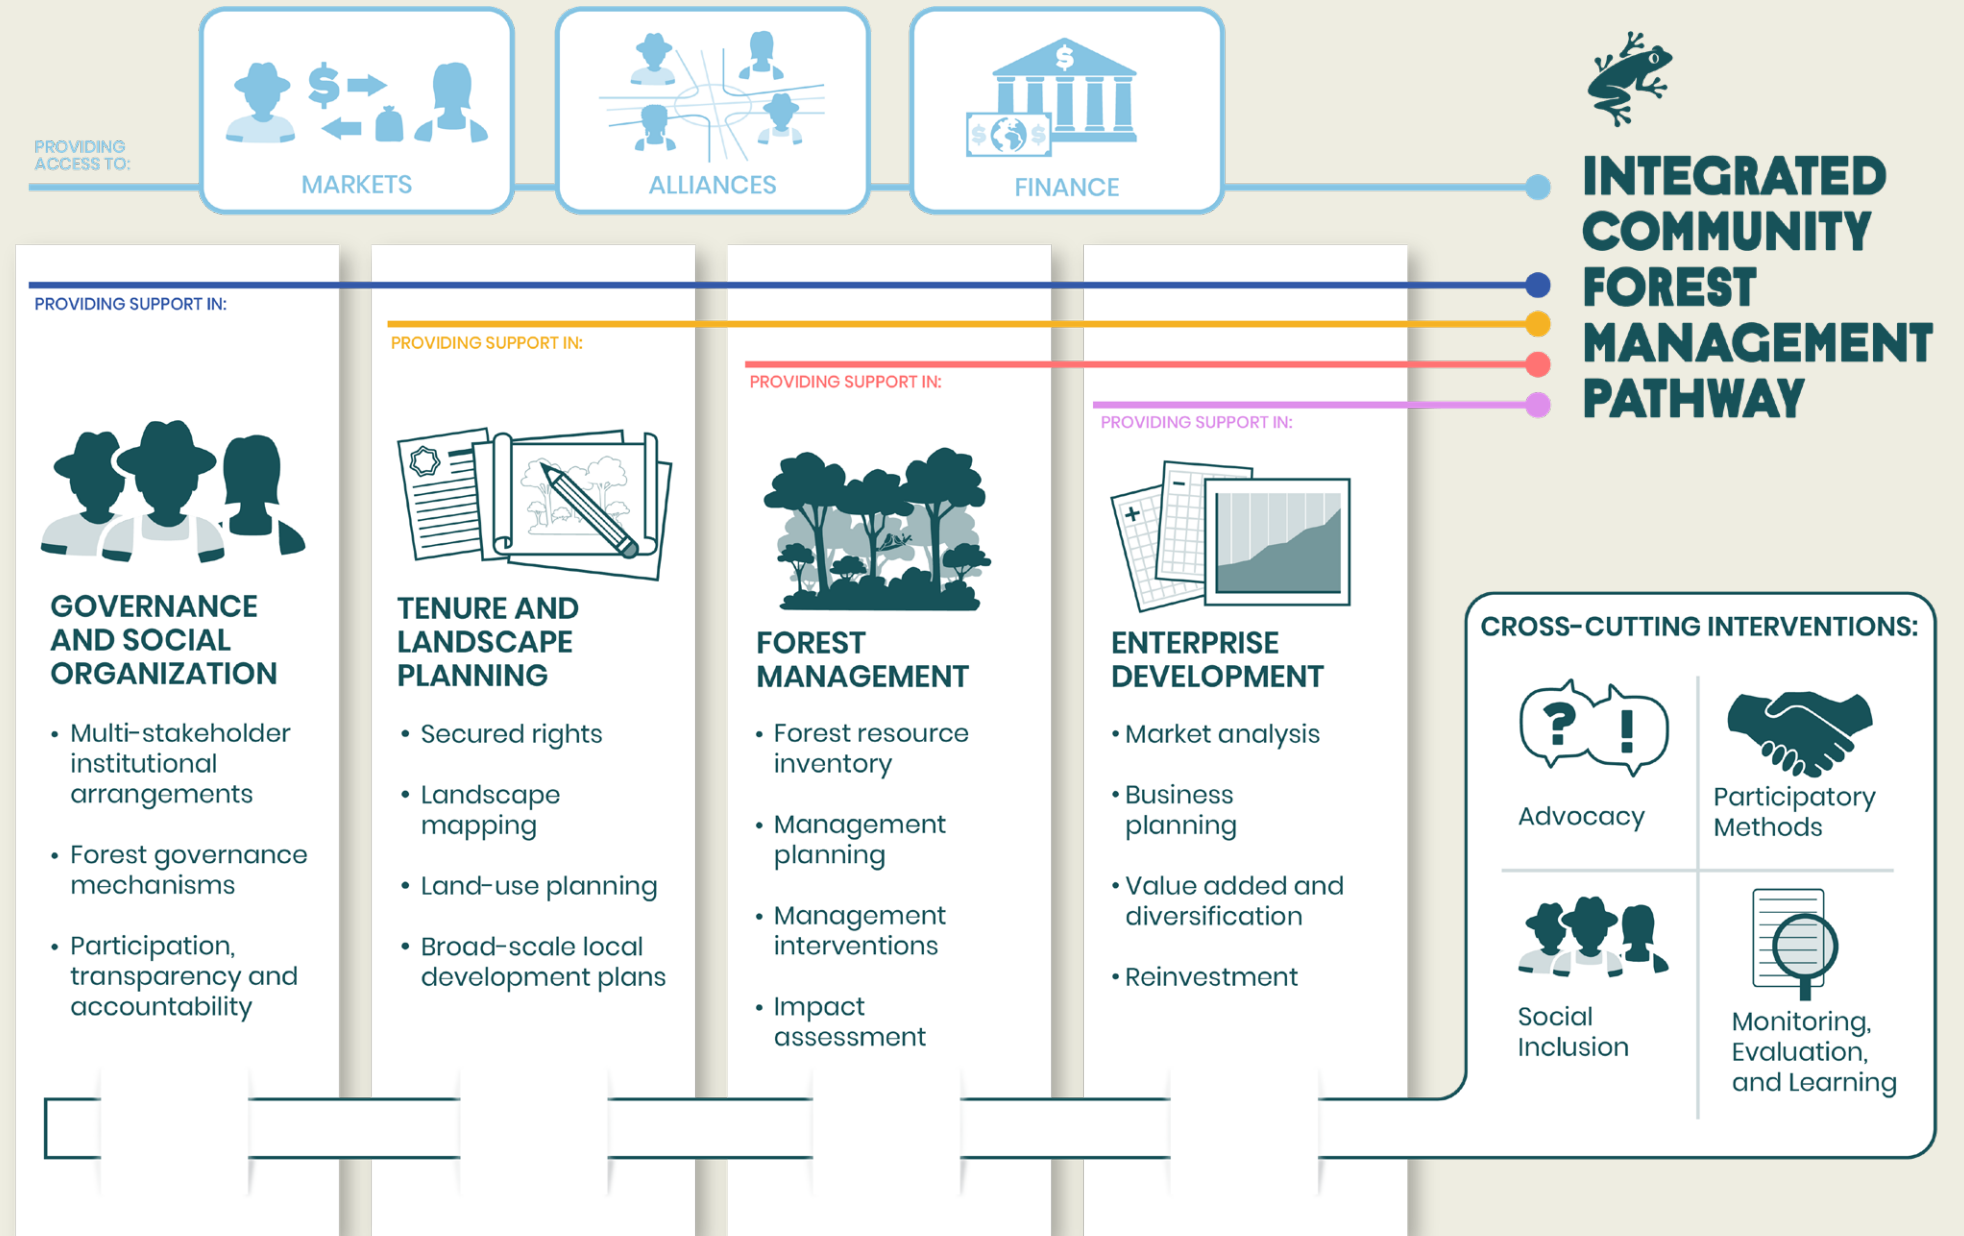 PROVIDING
ACCESS TO:
$
MARKETS
ALLIANCES
$
$ $
FINANCE
INTEGRATED
COMMUNITY
FOREST
MANAGEMENT
PATHWAY
PROVIDING SUPPORT IN:
GOVERNANCE
AND SOCIAL
ORGANIZATION
• Multi-stakeholder
institutional
arrangements
• Forest governance
mechanisms
• Participation,
transparency and
accountability
PROVIDING SUPPORT IN:
TENURE AND
LANDSCAPE
PLANNING
• Secured rights
• Landscape
mapping
• Land-use planning
• Broad-scale local
development plans
PROVIDING SUPPORT IN:
FOREST
MANAGEMENT
• Forest resource
inventory
• Management
planning
• Management
interventions
• Impact
assessment
PROVIDING SUPPORT IN:
+ -
ENTERPRISE
DEVELOPMENT
• Market analysis
• Business
planning
• Value added and
diversification
• Reinvestment
CROSS-CUTTING INTERVENTIONS:
? !
Advocacy
Participatory
Methods
Social
Inclusion
Monitoring,
Evaluation,
and Learning